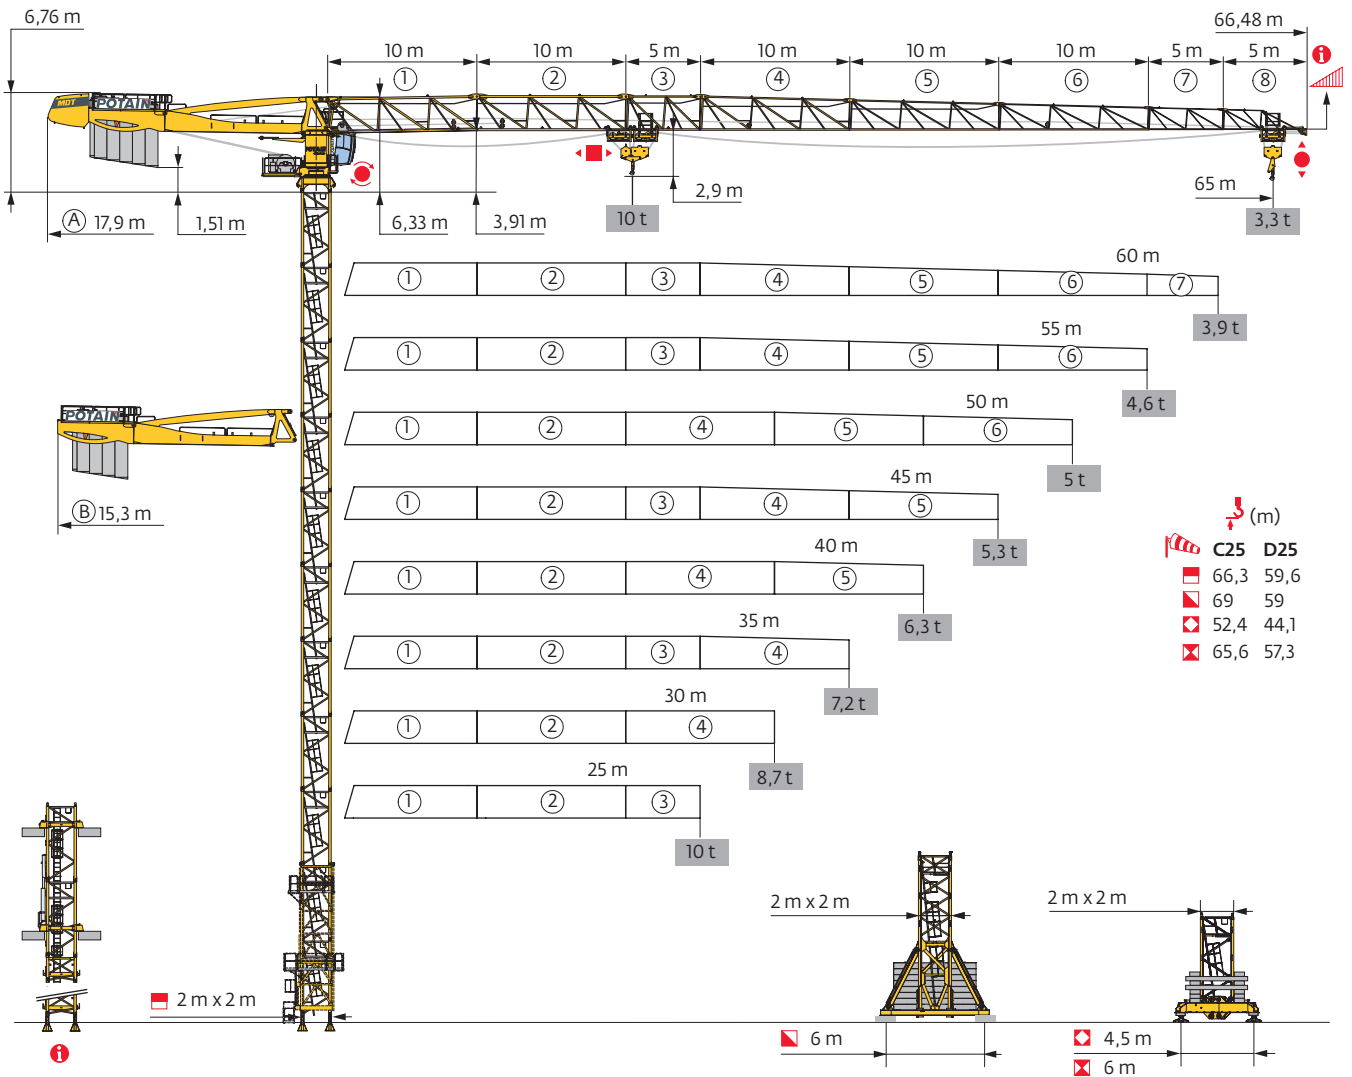 6,76 m
66,48 m
10 m 10 m 5 m 10 m 10 m 10 m 5 m 5 m
1 2 3 4 5 6 7 8
i
MDT POTAIN
POTAIN
A 17,9 m
1,51 m
6,33 m
3,91 m
2,9 m
10 t
65 m
3,3 t
60 m
1 2 3 4 5 6 7
3,9 t
55 m
1 2 3 4 5 6
4,6 t
50 m
1 2 4 5 6
5 t
POTAIN
B 15,3 m
45 m
1 2 3 4 5
5,3 t
40 m
1 2 4 5
6,3 t
35 m
1 2 3 4
7,2 t
30 m
1 2 4
8,7 t
25 m
1 2 3
10 t
(m)
C25 D25
66,3 59,6
69 59
52,4 44,1
65,6 57,3
2 m x 2 m
2 m x 2 m
2 m x 2 m
6 m
4,5 m
6 m
i